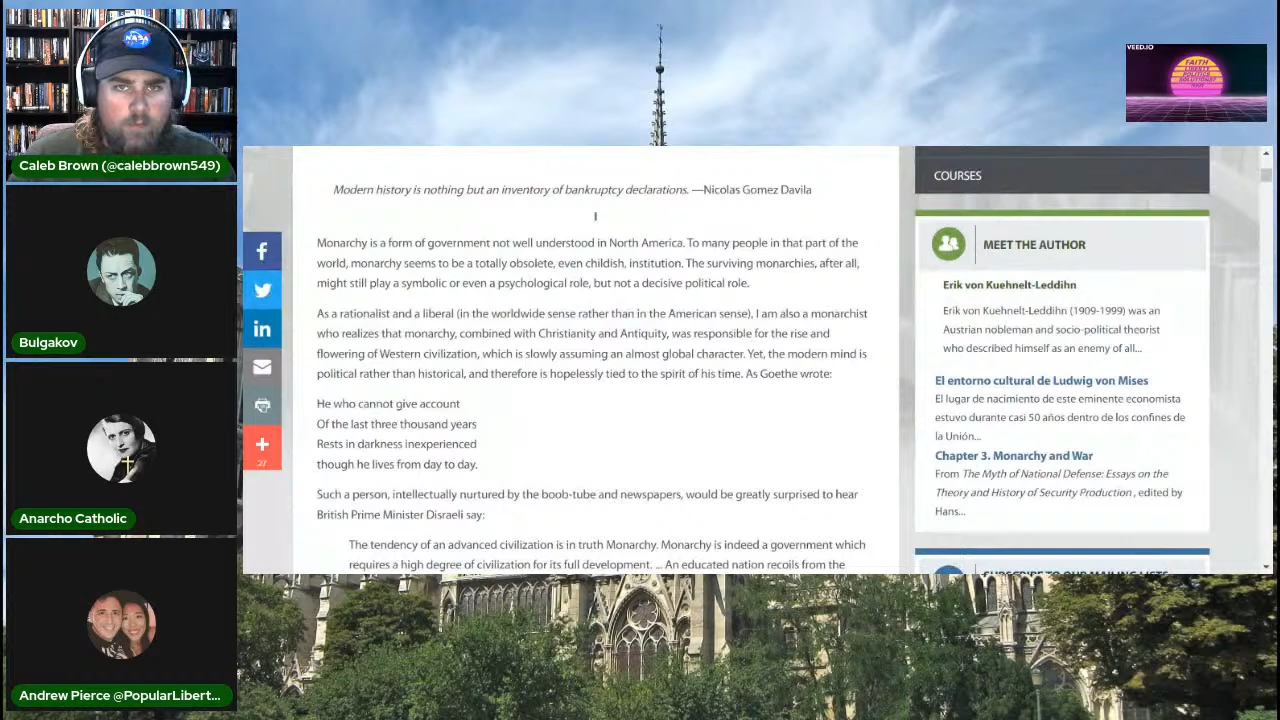 NASA
Caleb Brown (@calebbrown549)
Bulgakov
Anarcho Catholic
Andrew Pierce @PopularLibert...
Modern history is nothing but an inventory of bankruptcy declarations. —Nicolas Gomez Davila
I
Monarchy is a form of government not well understood in North America. To many people in that part of the
world, monarchy seems to be a totally obsolete, even childish, institution. The surviving monarchies, after all,
might still play a symbolic or even a psychological role, but not a decisive political role.
As a rationalist and a liberal (in the worldwide sense rather than in the American sense), I am also a monarchist
who realizes that monarchy, combined with Christianity and Antiquity, was responsible for the rise and
flowering of Western civilization, which is slowly assuming an almost global character. Yet, the modern mind is
political rather than historical, and therefore is hopelessly tied to the spirit of his time. As Goethe wrote:
He who cannot give account
Of the last three thousand years
Rests in darkness inexperienced
though he lives from day to day.
Such a person, intellectually nurtured by the boob-tube and newspapers, would be greatly surprised to hear
British Prime Minister Disraeli say:
The tendency of an advanced civilization is in truth Monarchy. Monarchy is indeed a government which
requires a high degree of civilization for its full development. ... An educated nation recoils from the
27
COURSES
MEET THE AUTHOR
Erik von Kuehnelt-Leddihn
Erik von Kuehnelt-Leddihn (1909-1999) was an
Austrian nobleman and socio-political theorist
who described himself as an enemy of all...
El entorno cultural de Ludwig von Mises
El lugar de nacimiento de este eminente economista
estuvo durante casi 50 años dentro de los confines de
la Unión...
Chapter 3. Monarchy and War
From The Myth of National Defense: Essays on the
Theory and History of Security Production, edited by
Hans...
SUBSCRIBE TO OUR MAILING LISTS
VEED.IO
FAITH
LIBERTY
POLITICS